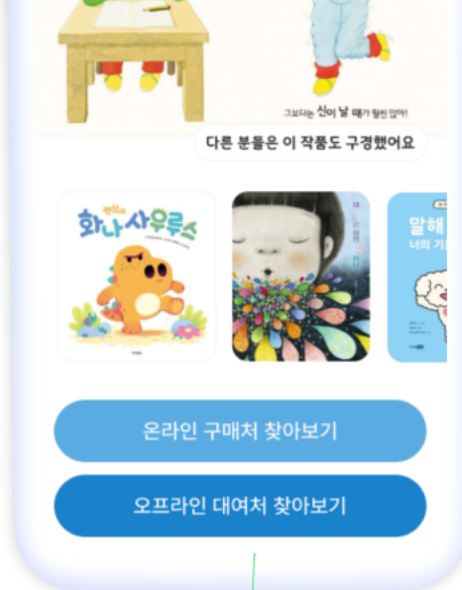 그보다는 신이 날 때가 훨씬 많아!
다른 분들은 이 작품도 구경했어요
화나사우루스
말해
너의
온라인 구매처 찾아보기
오프라인 대여처 찾아보기